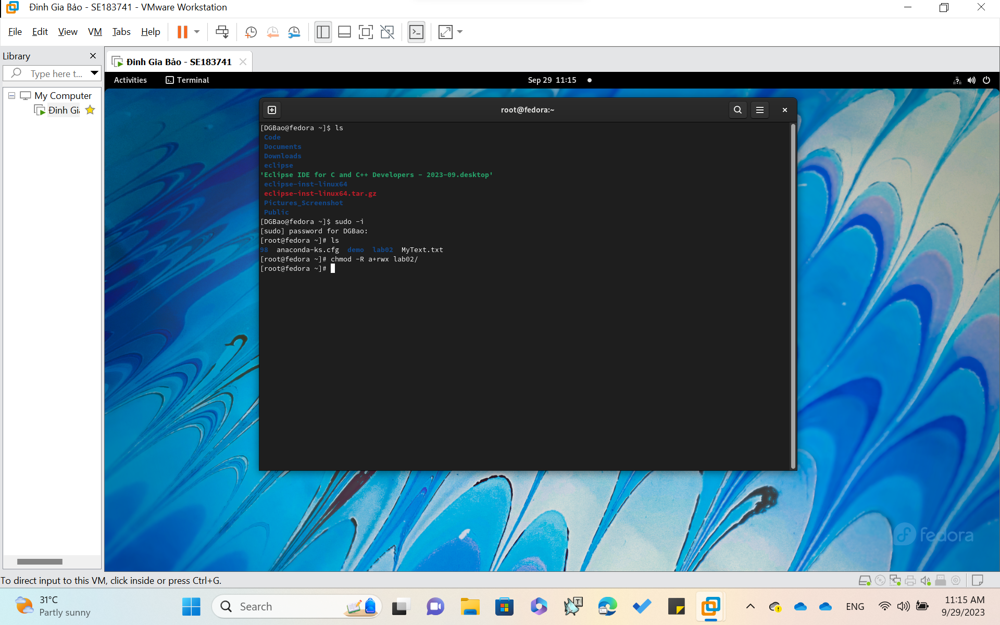 Đinh Gia Bảo - SE183741 - VMware Workstation
File Edit View VM Tabs Help
Library
Type here t...
My Computer
Đinh Gi
Đinh Gia Bảo - SE183741
Activities Terminal Sep 29 11:15
root@fedora:~
[DGBao@fedora ~]$ ls
Code
Documents
Downloads
eclipse
'Eclipse IDE for C and C++ Developers - 2023-09.desktop'
eclipse-inst-linux64
eclipse-inst-linux64.tar.gz
Pictures_Screenshot
Public
[DGBao@fedora ~]$ sudo -i
[sudo] password for DGBao:
[root@fedora ~]# ls
98 anaconda-ks.cfg demo lab02 MyText.txt
[root@fedora ~]# chmod -R a+rwx lab02/
[root@fedora ~]#
fedora
To direct input to this VM, click inside or press Ctrl+G.
31°C
Partly sunny
Search
ENG
11:15 AM
9/29/2023